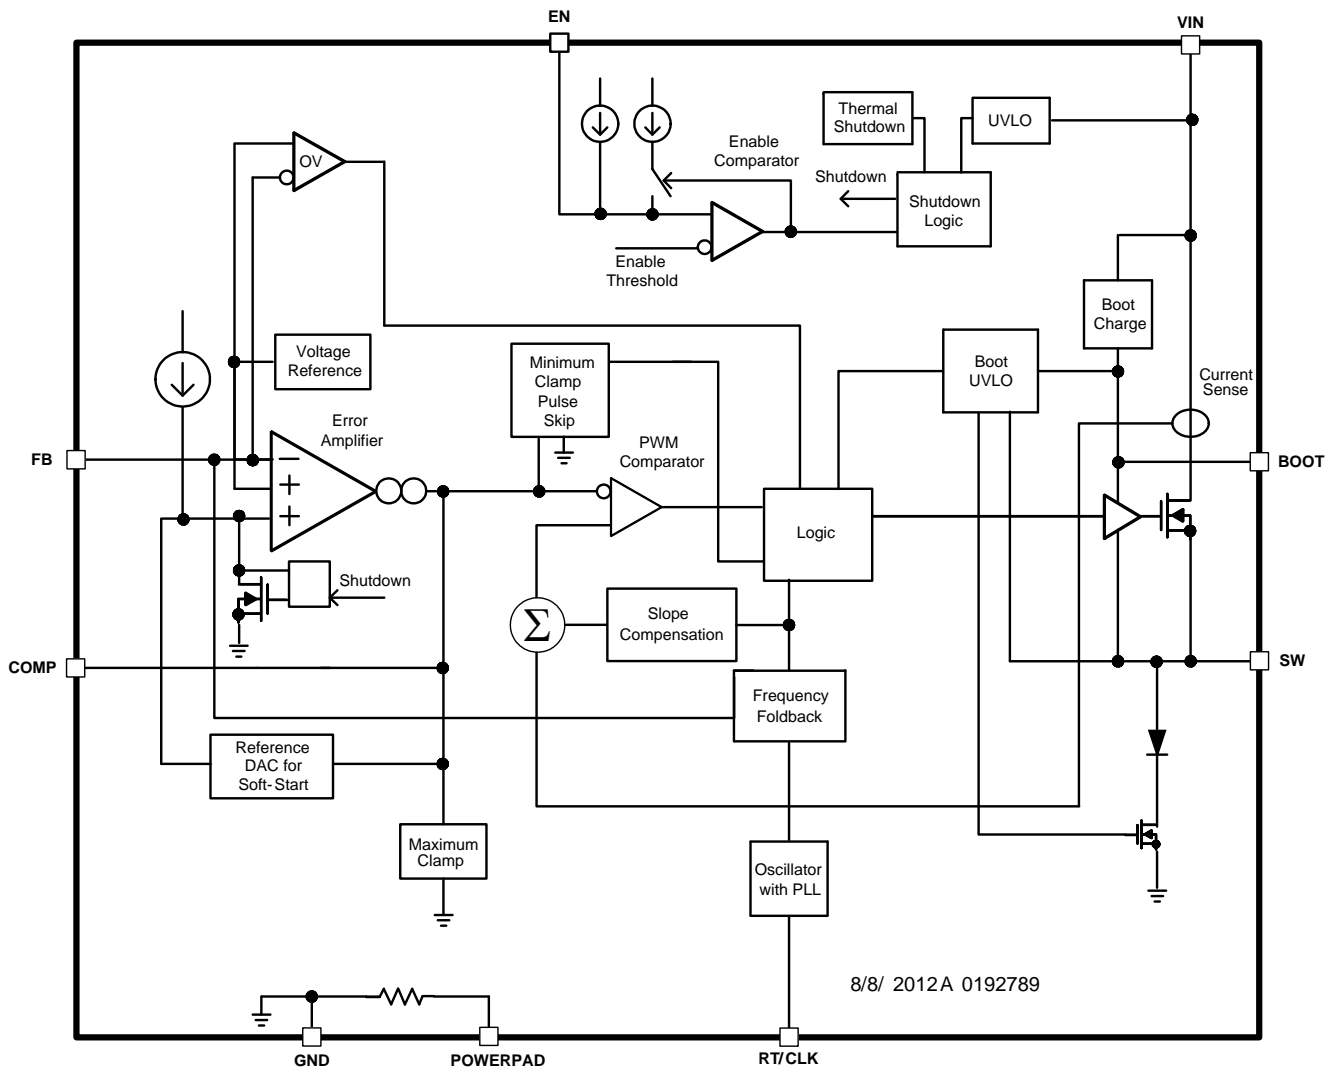 EN
VIN
Thermal
Shutdown
UVLO
Enable
Comparator
OV
Shutdown
Shutdown
Logic
Enable
Threshold
Boot
Charge
Voltage
Reference
Minimum
Clamp
Pulse
Skip
Boot
UVLO
Current
Sense
Error
Amplifier
PWM
Comparator
FB
−
+
+
BOOT
Logic
Shutdown
Σ
Slope
Compensation
COMP
SW
Frequency
Foldback
Reference
DAC for
Soft-Start
Maximum
Clamp
Oscillator
with PLL
8/8/ 2012A 0192789
GND
POWERPAD
RT/CLK